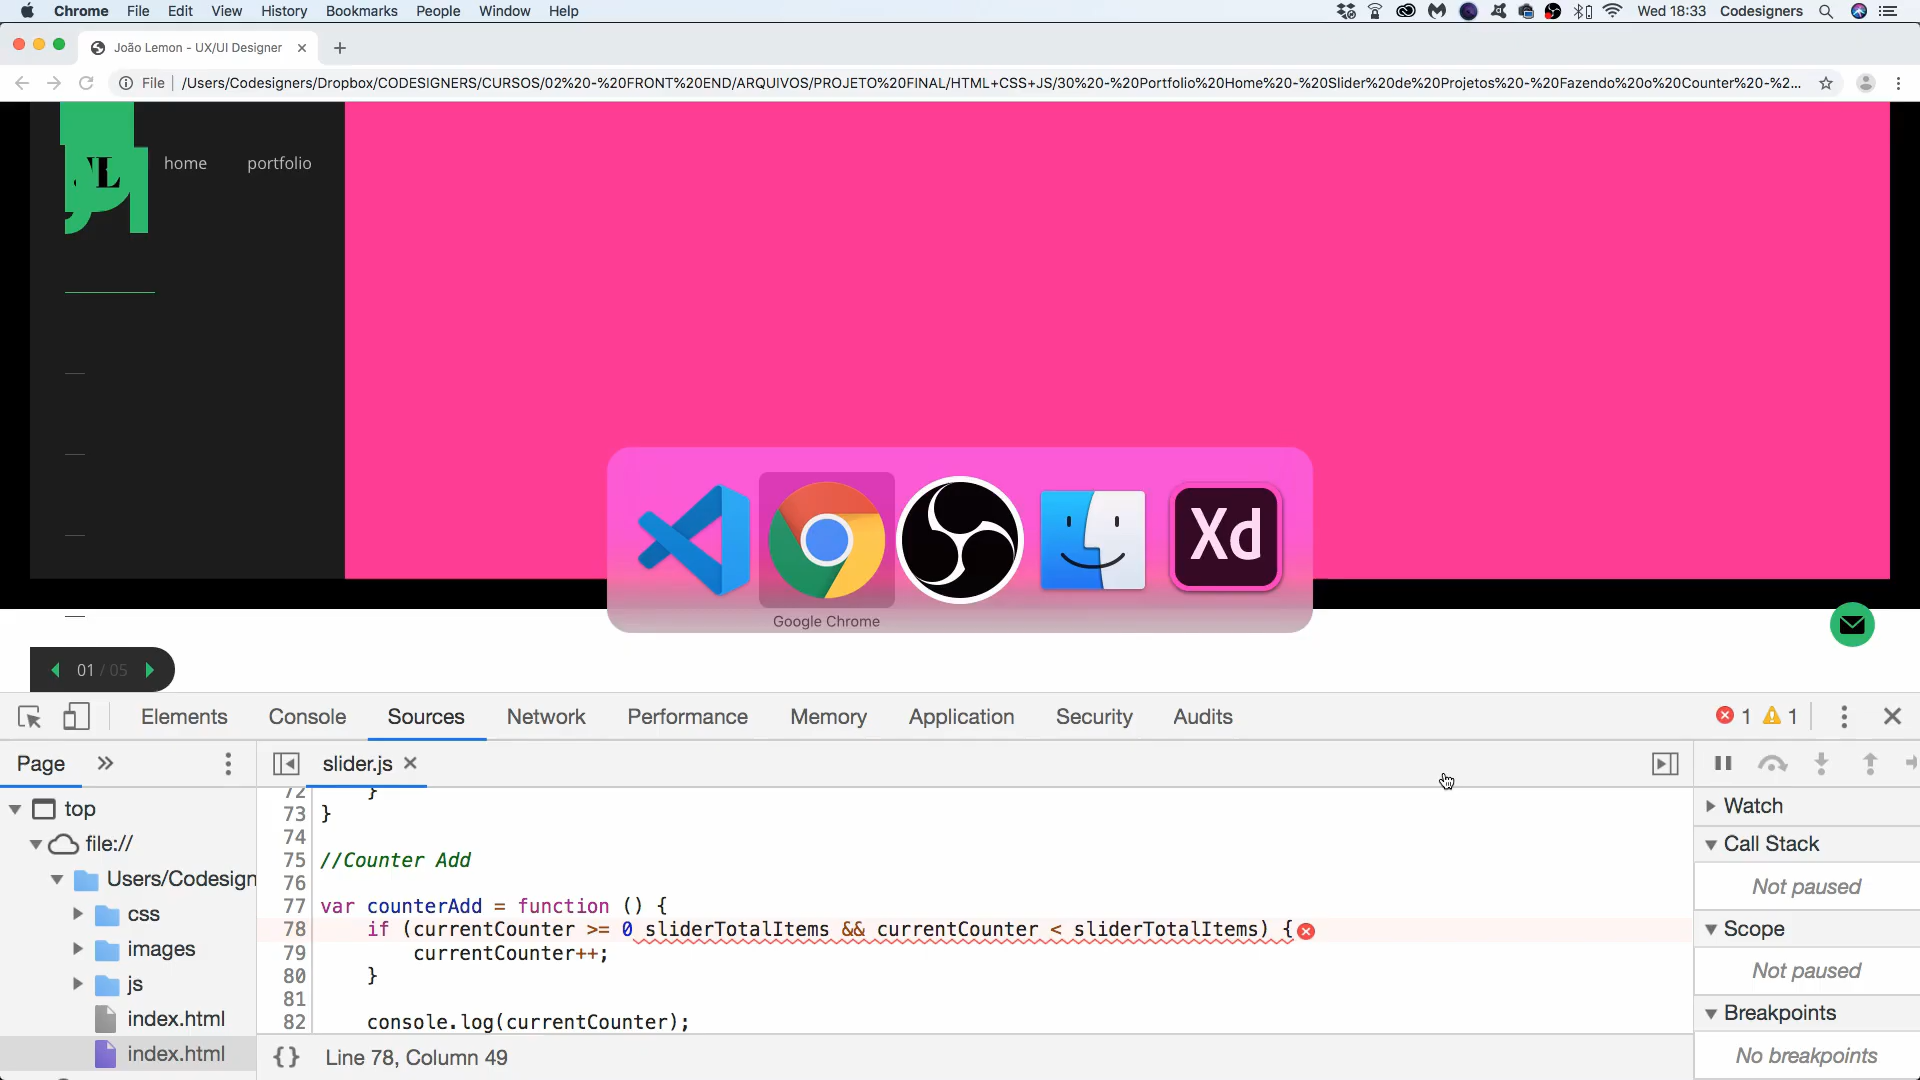 Chrome File Edit View History Bookmarks People Window Help Wed 18:33 Codesigners
João Lemon - UX/UI Designer
File /Users/Codesigners/Dropbox/CODESIGNERS/CURSOS/02%20-%20FRONT%20END/ARQUIVOS/PROJETO%20FINAL/HTML+CSS+JS/30%20-%20Portfolio%20Home%20-%20Slider%20de%20Projetos%20-%20Fazendo%20o%20Counter%20-%2...
home portfolio
Xd
Google Chrome
01 / 05
Elements Console Sources Network Performance Memory Application Security Audits 1 1
Page » slider.js
top
file://
Users/Codesign
css
images
js
index.html
index.html
72 }
73 }
74
75 //Counter Add
76
77 var counterAdd = function () {
78 if (currentCounter >= 0 sliderTotalItems && currentCounter < sliderTotalItems) {
79 currentCounter++;
80 }
81
82 console.log(currentCounter);
{} Line 78, Column 49
Watch
Call Stack
Not paused
Scope
Not paused
Breakpoints
No breakpoints